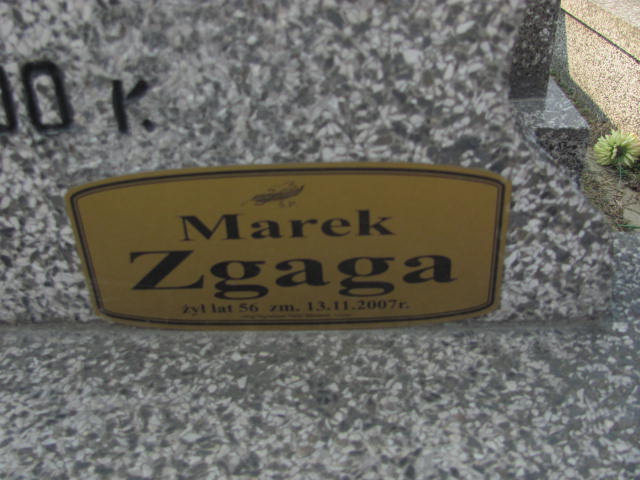 00 K
Ś.P.
Marek
Zgaga
żył lat 56 zm. 13.11.2007r.